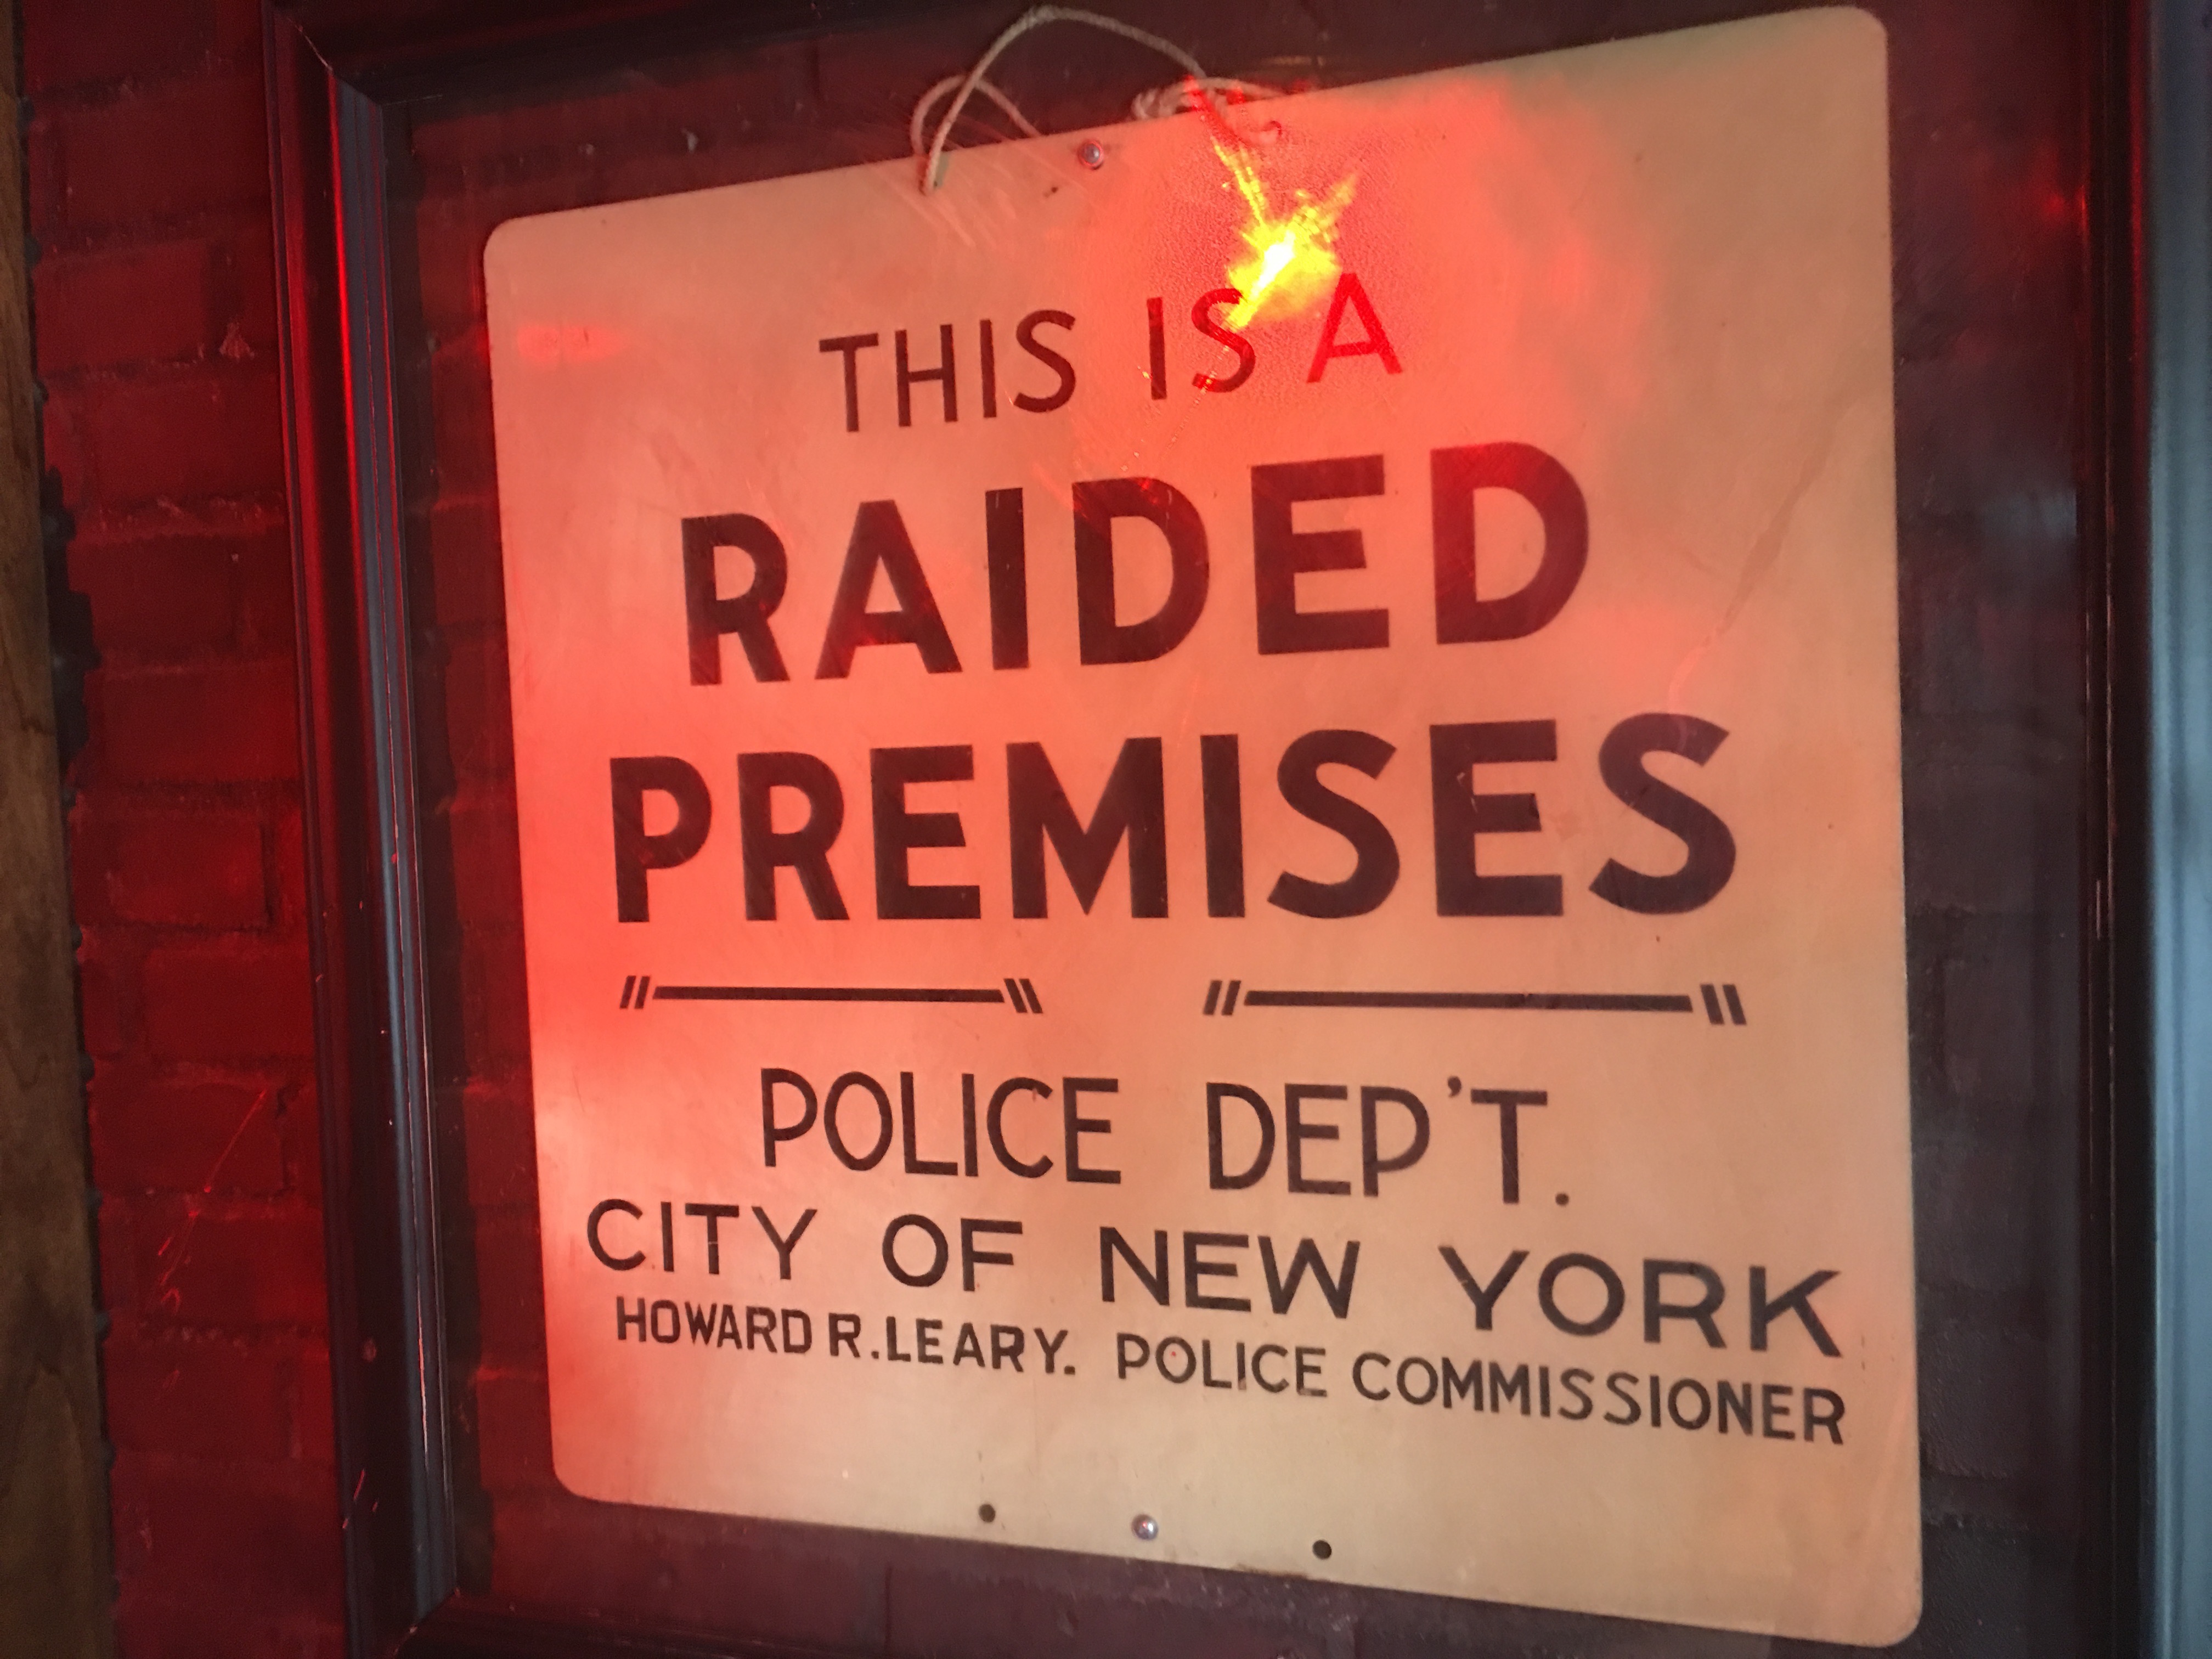 THIS IS A
RAIDED
PREMISES
POLICE DEP'T.
CITY OF NEW YORK
HOWARD R. LEARY. POLICE COMMISSIONER